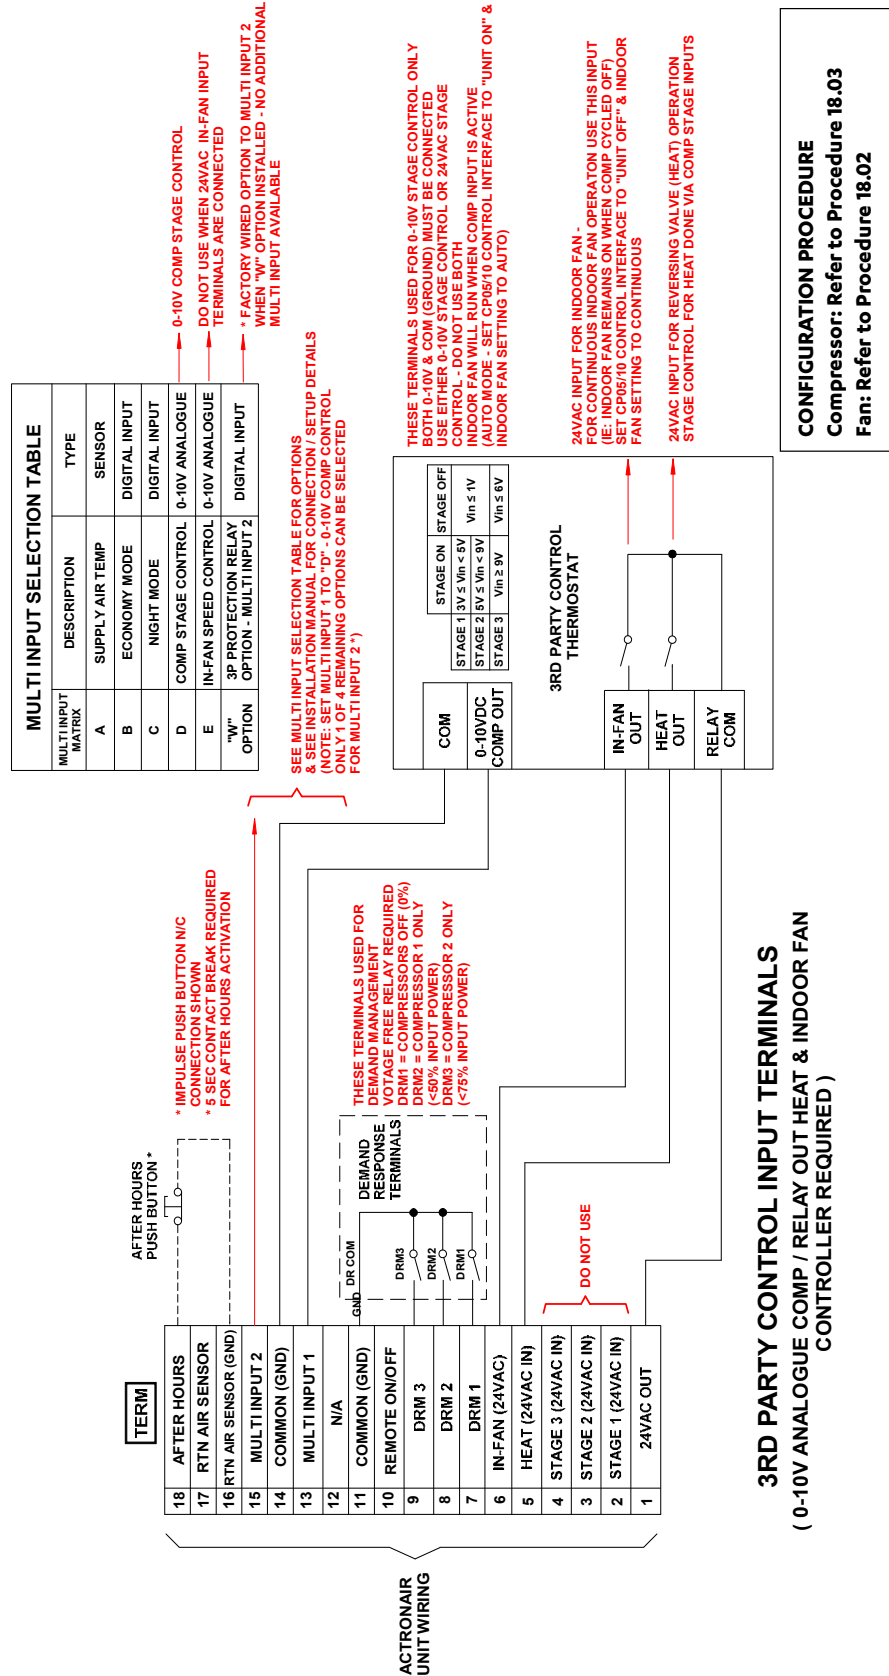 MULTI INPUT SELECTION TABLE
MULTI INPUT
MATRIX
DESCRIPTION
TYPE
A
SUPPLY AIR TEMP
SENSOR
B
ECONOMY MODE
DIGITAL INPUT
C
NIGHT MODE
DIGITAL INPUT
D
COMP STAGE CONTROL
0-10V ANALOGUE
E
IN-FAN SPEED CONTROL
0-10V ANALOGUE
"W"
OPTION
3P PROTECTION RELAY
OPTION - MULTI INPUT 2
DIGITAL INPUT
0-10V COMP STAGE CONTROL
DO NOT USE WHEN 24VAC IN-FAN INPUT
TERMINALS ARE CONNECTED
* FACTORY WIRED OPTION TO MULTI INPUT 2
WHEN "W" OPTION INSTALLED - NO ADDITIONAL
MULTI INPUT AVAILABLE
SEE MULTI INPUT SELECTION TABLE FOR OPTIONS
& SEE INSTALLATION MANUAL FOR CONNECTION / SETUP DETAILS
(NOTE: SET MULTI INPUT 1 TO "D" - 0-10V COMP CONTROL
ONLY 1 OF 4 REMAINING OPTIONS CAN BE SELECTED
FOR MULTI INPUT 2 *)
AFTER HOURS
PUSH BUTTON *
* IMPULSE PUSH BUTTON N/C
CONNECTION SHOWN
* 5 SEC CONTACT BREAK REQUIRED
FOR AFTER HOURS ACTIVATION
TERM
18 AFTER HOURS
17 RTN AIR SENSOR
16 RTN AIR SENSOR (GND)
15 MULTI INPUT 2
14 COMMON (GND)
13 MULTI INPUT 1
12 N/A
11 COMMON (GND)
10 REMOTE ON/OFF
9 DRM 3
8 DRM 2
7 DRM 1
6 IN-FAN (24VAC)
5 HEAT (24VAC IN)
4 STAGE 3 (24VAC IN)
3 STAGE 2 (24VAC IN)
2 STAGE 1 (24VAC IN)
1 24VAC OUT
ACTRONAIR
UNIT WIRING
GND
DR COM
DEMAND
RESPONSE
TERMINALS
DRM3
DRM2
DRM1
THESE TERMINALS USED FOR
DEMAND MANAGEMENT
VOTAGE FREE RELAY REQUIRED
DRM1 = COMPRESSORS OFF (0%)
DRM2 = COMPRESSOR 1 ONLY
(<50% INPUT POWER)
DRM3 = COMPRESSOR 2 ONLY
(<75% INPUT POWER)
DO NOT USE
COM
0-10VDC
COMP OUT
STAGE ON
STAGE OFF
STAGE 1
3V ≤ Vin < 5V
Vin ≤ 1V
STAGE 2
5V ≤ Vin < 9V
STAGE 3
Vin ≥ 9V
Vin ≤ 6V
3RD PARTY CONTROL
THERMOSTAT
IN-FAN
OUT
HEAT
OUT
RELAY
COM
THESE TERMINALS USED FOR 0-10V STAGE CONTROL ONLY
BOTH 0-10V & COM (GROUND) MUST BE CONNECTED
USE EITHER 0-10V STAGE CONTROL OR 24VAC STAGE
CONTROL - DO NOT USE BOTH
INDOOR FAN WILL RUN WHEN COMP INPUT IS ACTIVE
(AUTO MODE - SET CP05/10 CONTROL INTERFACE TO "UNIT ON" &
INDOOR FAN SETTING TO AUTO)
24VAC INPUT FOR INDOOR FAN -
FOR CONTINUOUS INDOOR FAN OPERATON USE THIS INPUT
(IE: INDOOR FAN REMAINS ON WHEN COMP CYCLED OFF)
SET CP05/10 CONTROL INTERFACE TO "UNIT OFF" & INDOOR
FAN SETTING TO CONTINUOUS
24VAC INPUT FOR REVERSING VALVE (HEAT) OPERATION
STAGE CONTROL FOR HEAT DONE VIA COMP STAGE INPUTS
3RD PARTY CONTROL INPUT TERMINALS
( 0-10V ANALOGUE COMP / RELAY OUT HEAT & INDOOR FAN
CONTROLLER REQUIRED )
CONFIGURATION PROCEDURE
Compressor: Refer to Procedure 18.03
Fan: Refer to Procedure 18.02